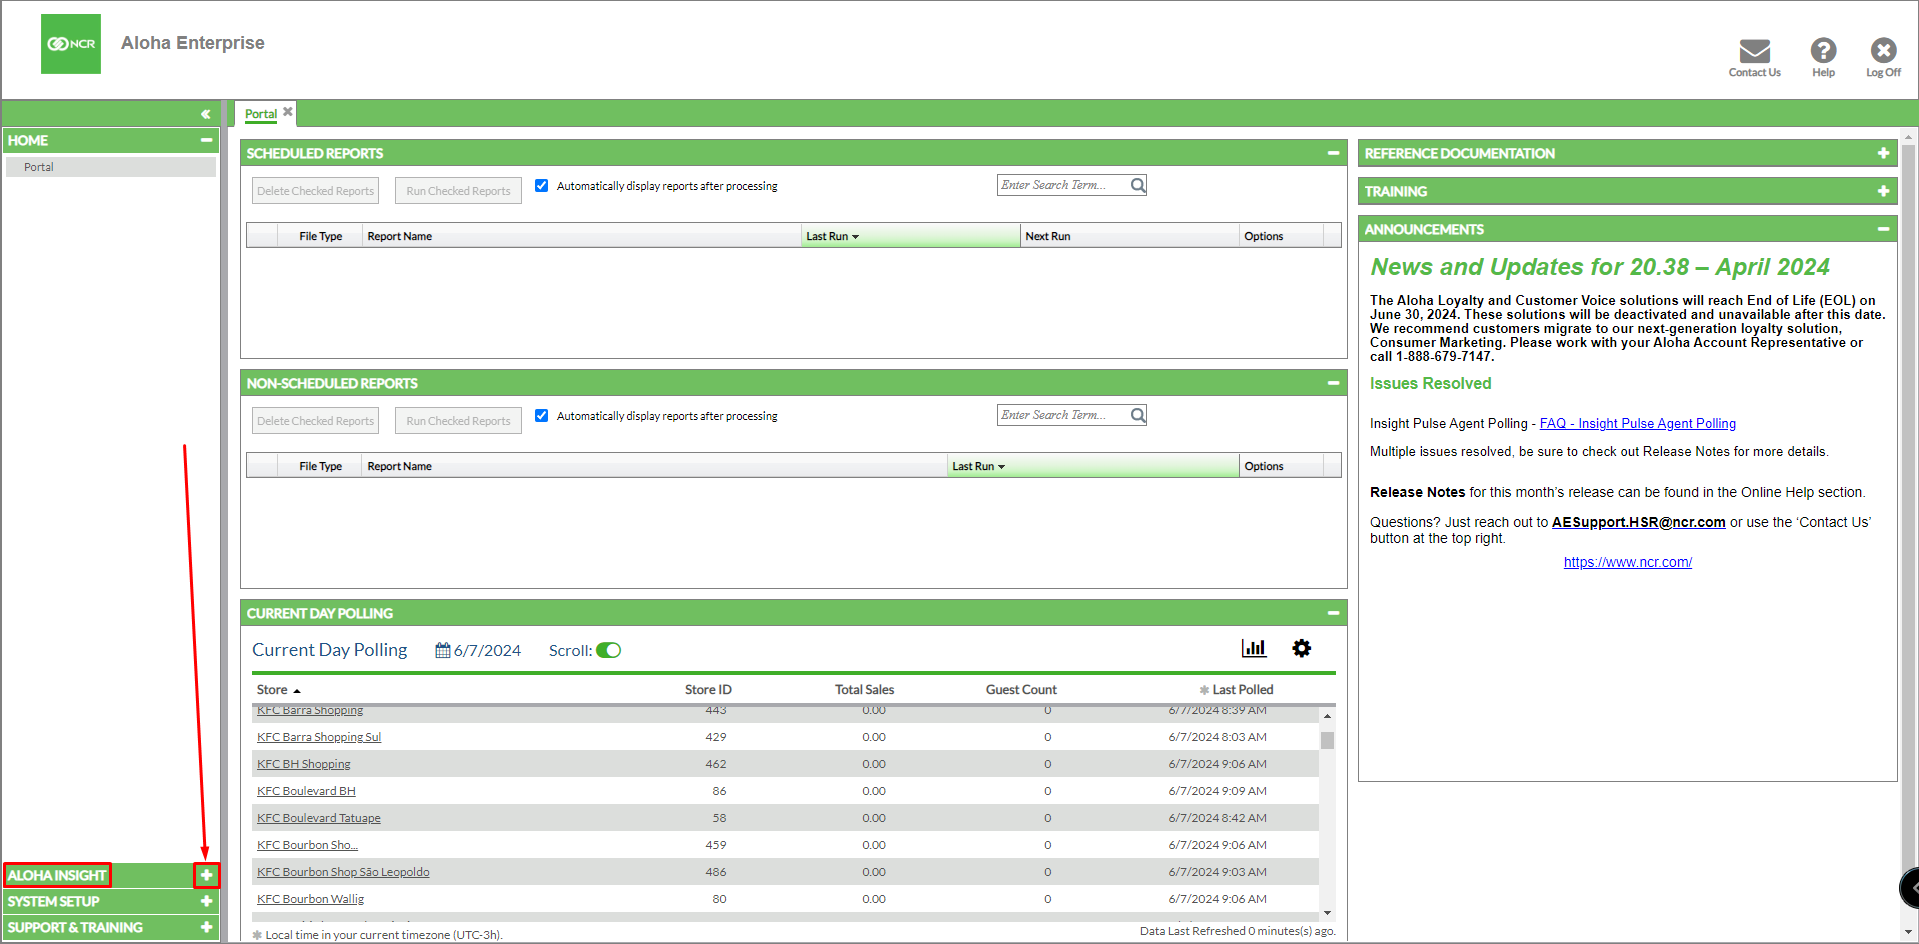 NCR
Aloha Enterprise
Contact Us
Help
Log Off
HOME
Portal
ALOHA INSIGHT
SYSTEM SETUP
SUPPORT & TRAINING
Portal
SCHEDULED REPORTS
Delete Checked Reports
Run Checked Reports
Automatically display reports after processing
Enter Search Term...
File Type Report Name Last Run Next Run Options
NON-SCHEDULED REPORTS
Delete Checked Reports
Run Checked Reports
Automatically display reports after processing
Enter Search Term...
File Type Report Name Last Run Options
CURRENT DAY POLLING
Current Day Polling 6/7/2024 Scroll:
Store Store ID Total Sales Guest Count * Last Polled
KFC Barra Shopping 443 0.00 0 6/7/2024 8:39 AM
KFC Barra Shopping Sul 429 0.00 0 6/7/2024 8:03 AM
KFC BH Shopping 462 0.00 0 6/7/2024 9:06 AM
KFC Boulevard BH 86 0.00 0 6/7/2024 9:09 AM
KFC Boulevard Tatuape 58 0.00 0 6/7/2024 8:42 AM
KFC Bourbon Sho... 459 0.00 0 6/7/2024 9:06 AM
KFC Bourbon Shop São Leopoldo 486 0.00 0 6/7/2024 9:03 AM
KFC Bourbon Wallig 80 0.00 0 6/7/2024 9:06 AM
* Local time in your current timezone (UTC-3h).
Data Last Refreshed 0 minutes(s) ago.
REFERENCE DOCUMENTATION
TRAINING
ANNOUNCEMENTS
News and Updates for 20.38 – April 2024
The Aloha Loyalty and Customer Voice solutions will reach End of Life (EOL) on
June 30, 2024. These solutions will be deactivated and unavailable after this date.
We recommend customers migrate to our next-generation loyalty solution,
Consumer Marketing. Please work with your Aloha Account Representative or
call 1-888-679-7147.
Issues Resolved
Insight Pulse Agent Polling - FAQ - Insight Pulse Agent Polling
Multiple issues resolved, be sure to check out Release Notes for more details.
Release Notes for this month’s release can be found in the Online Help section.
Questions? Just reach out to AESupport.HSR@ncr.com or use the ‘Contact Us’
button at the top right.
https://www.ncr.com/